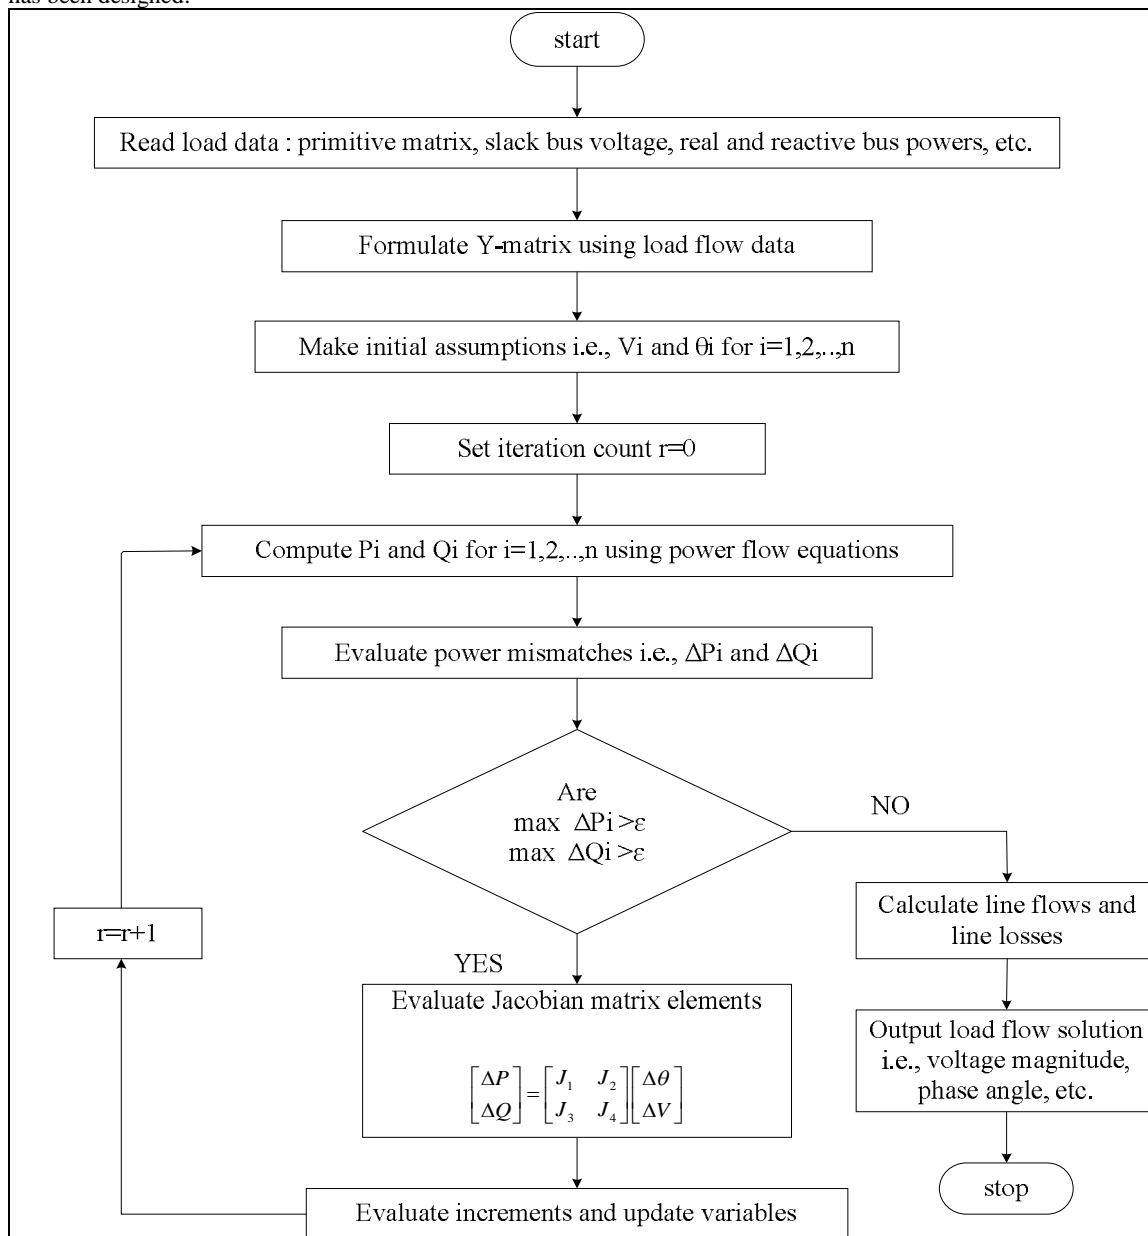 has been designed.
start
Read load data : primitive matrix, slack bus voltage, real and reactive bus powers, etc.
Formulate Y-matrix using load flow data
Make initial assumptions i.e., Vi and θi for i=1,2,..,n
Set iteration count r=0
Compute Pi and Qi for i=1,2,..,n using power flow equations
Evaluate power mismatches i.e., ΔPi and ΔQi
Are
max ΔPi >ε
max ΔQi >ε
NO
YES
Calculate line flows and
line losses
Output load flow solution
i.e., voltage magnitude,
phase angle, etc.
stop
Evaluate Jacobian matrix elements
[ΔP] = [J1 J2] [Δθ]
[ΔQ] = [J3 J4] [ΔV]
Evaluate increments and update variables
r=r+1